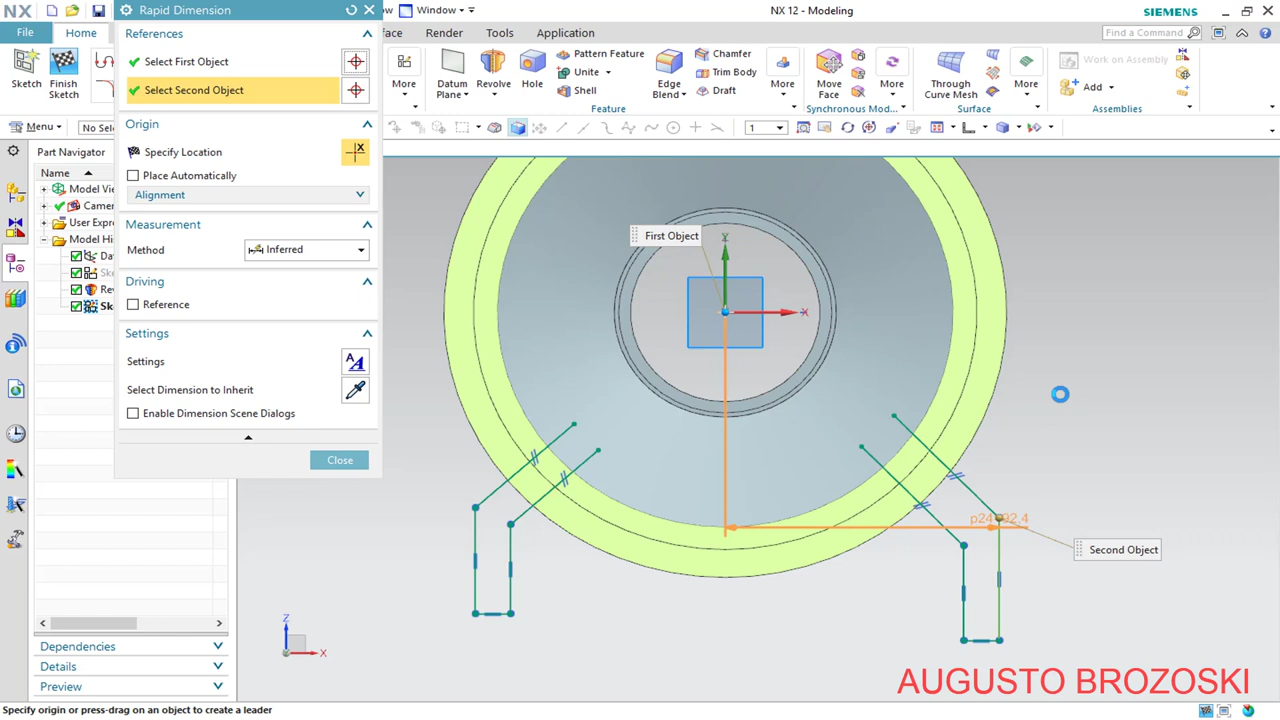 NX
Window
NX 12 - Modeling
SIEMENS
Rapid Dimension
File
Home
Render
Tools
Application
Find a Command
References
Select First Object
Select Second Object
Sketch
Finish
Sketch
More
Datum
Plane
Revolve
Hole
Pattern Feature
Unite
Shell
Edge
Blend
Chamfer
Trim Body
Draft
More
Feature
Move
Face
More
Synchronous Mod...
Through
Curve Mesh
More
Surface
Work on Assembly
Add
Assemblies
Menu
No Sel
1
Origin
Specify Location
Place Automatically
Alignment
Measurement
Method
Inferred
Driving
Reference
Settings
Settings
Select Dimension to Inherit
Enable Dimension Scene Dialogs
Close
Part Navigator
Name
Model Vie
Camer
User Expre
Model His
Da
Ske
Rev
Sk
Dependencies
Details
Preview
First Object
Y
X
Second Object
Z
X
AUGUSTO BROZOSKI
Specify origin or press-drag on an object to create a leader